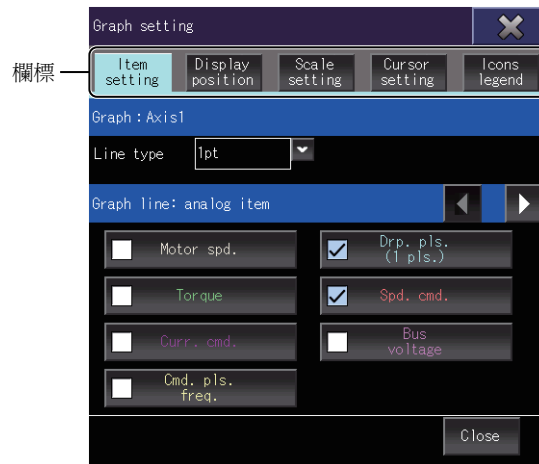 Graph setting
欄標
Item setting
Display position
Scale setting
Cursor setting
Icons legend
Graph：Axis1
Line type
1pt
Graph line: analog item
Motor spd.
Drp. pls.
(1 pls.)
Torque
Spd. cmd.
Curr. cmd.
Bus
voltage
Cmd. pls.
freq.
Close